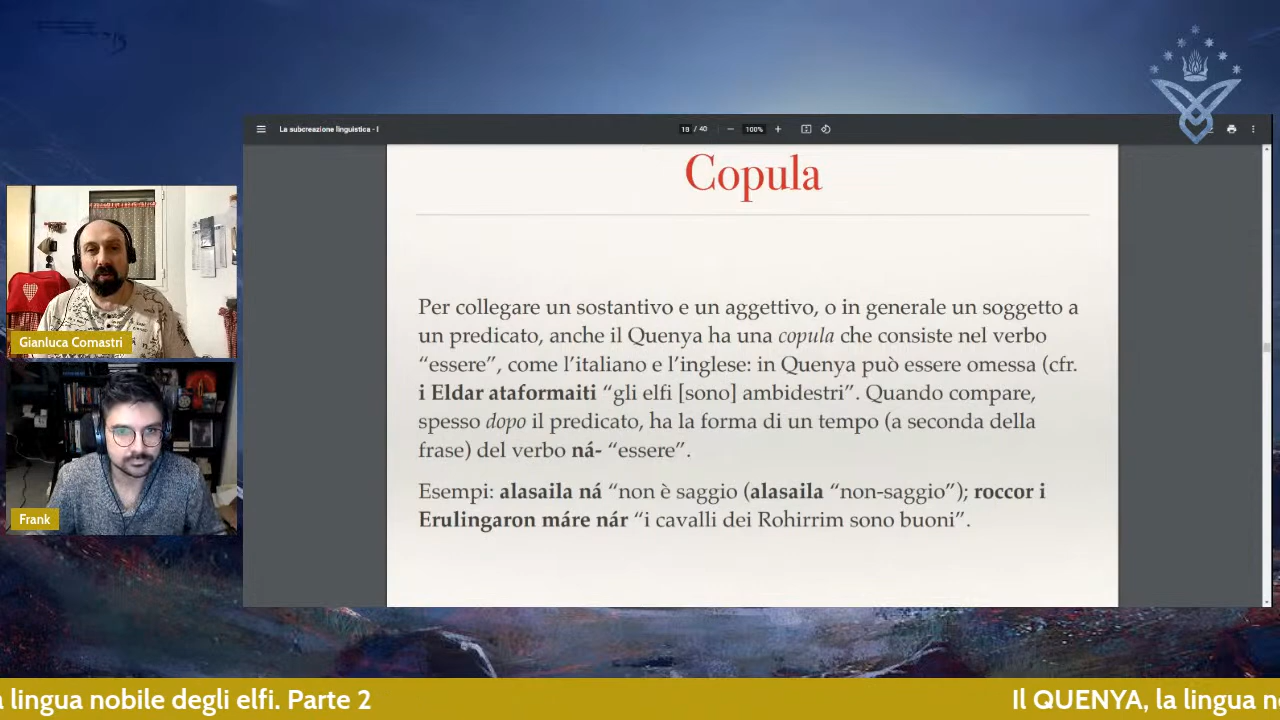 La subcreazione linguistica - I
18 / 40
100%
Copula
Per collegare un sostantivo e un aggettivo, o in generale un soggetto a
un predicato, anche il Quenya ha una copula che consiste nel verbo
“essere”, come l’italiano e l’inglese: in Quenya può essere omessa (cfr.
i Eldar ataformaiti “gli elfi [sono] ambidestri”. Quando compare,
spesso dopo il predicato, ha la forma di un tempo (a seconda della
frase) del verbo ná- “essere”.
Esempi: alasaila ná “non è saggio (alasaila “non-saggio”); roccor i
Erulingaron máre nár “i cavalli dei Rohirrim sono buoni”.
Gianluca Comastri
Frank
a lingua nobile degli elfi. Parte 2
Il QUENYA, la lingua no